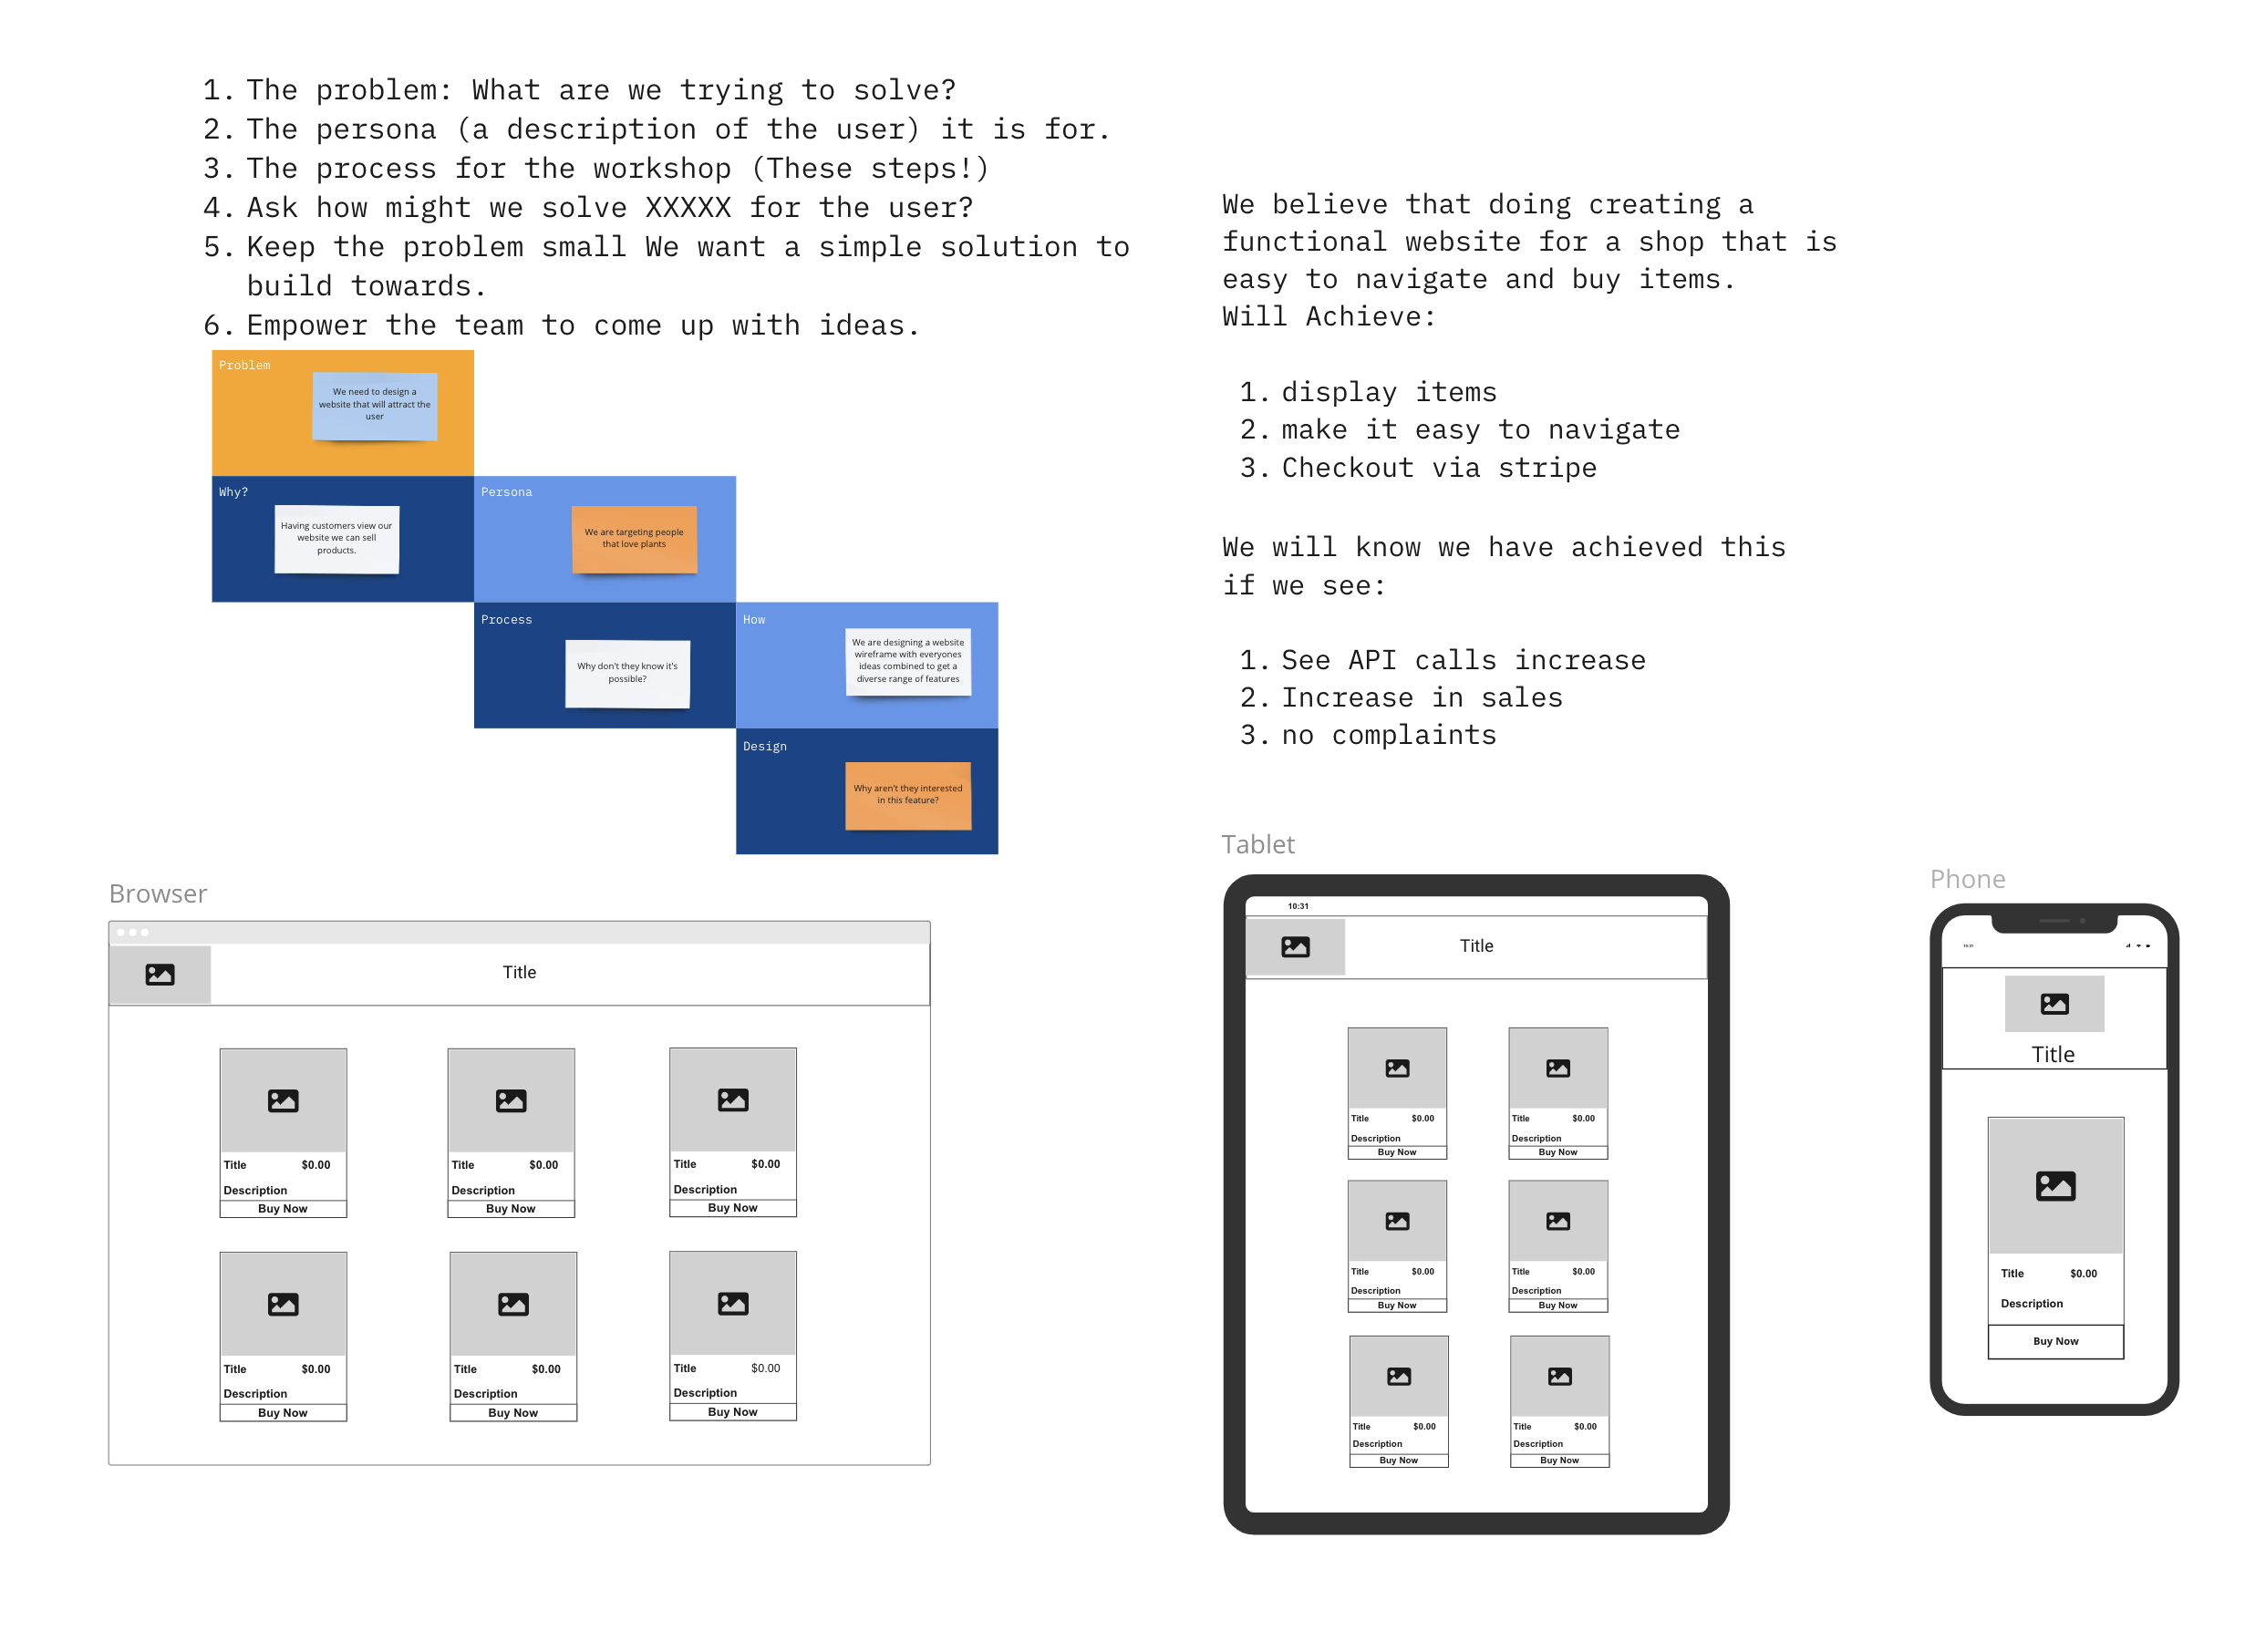 1. The problem: What are we trying to solve?
2. The persona (a description of the user) it is for.
3. The process for the workshop (These steps!)
4. Ask how might we solve XXXXX for the user?
5. Keep the problem small We want a simple solution to
build towards.
6. Empower the team to come up with ideas.
Problem
We need to design a
website that will attract the
user
Why?
Having customers view our
website we can sell
products.
Persona
We are targeting people
that love plants
Process
Why don't they know it's
possible?
How
We are designing a website
wireframe with everyones
ideas combined to get a
diverse range of features
Design
Why aren't they interested
in this feature?
We believe that doing creating a
functional website for a shop that is
easy to navigate and buy items.
Will Achieve:
1. display items
2. make it easy to navigate
3. Checkout via stripe
We will know we have achieved this
if we see:
1. See API calls increase
2. Increase in sales
3. no complaints
Browser
Title
Title $0.00 Title $0.00 Title $0.00
Description Description Description
Buy Now Buy Now Buy Now
Title $0.00 Title $0.00 Title $0.00
Description Description Description
Buy Now Buy Now Buy Now
Tablet
10:31
Title
Title $0.00 Title $0.00
Description Description
Buy Now Buy Now
Title $0.00 Title $0.00
Description Description
Buy Now Buy Now
Title $0.00 Title $0.00
Description Description
Buy Now Buy Now
Phone
Title
Title $0.00
Description
Buy Now